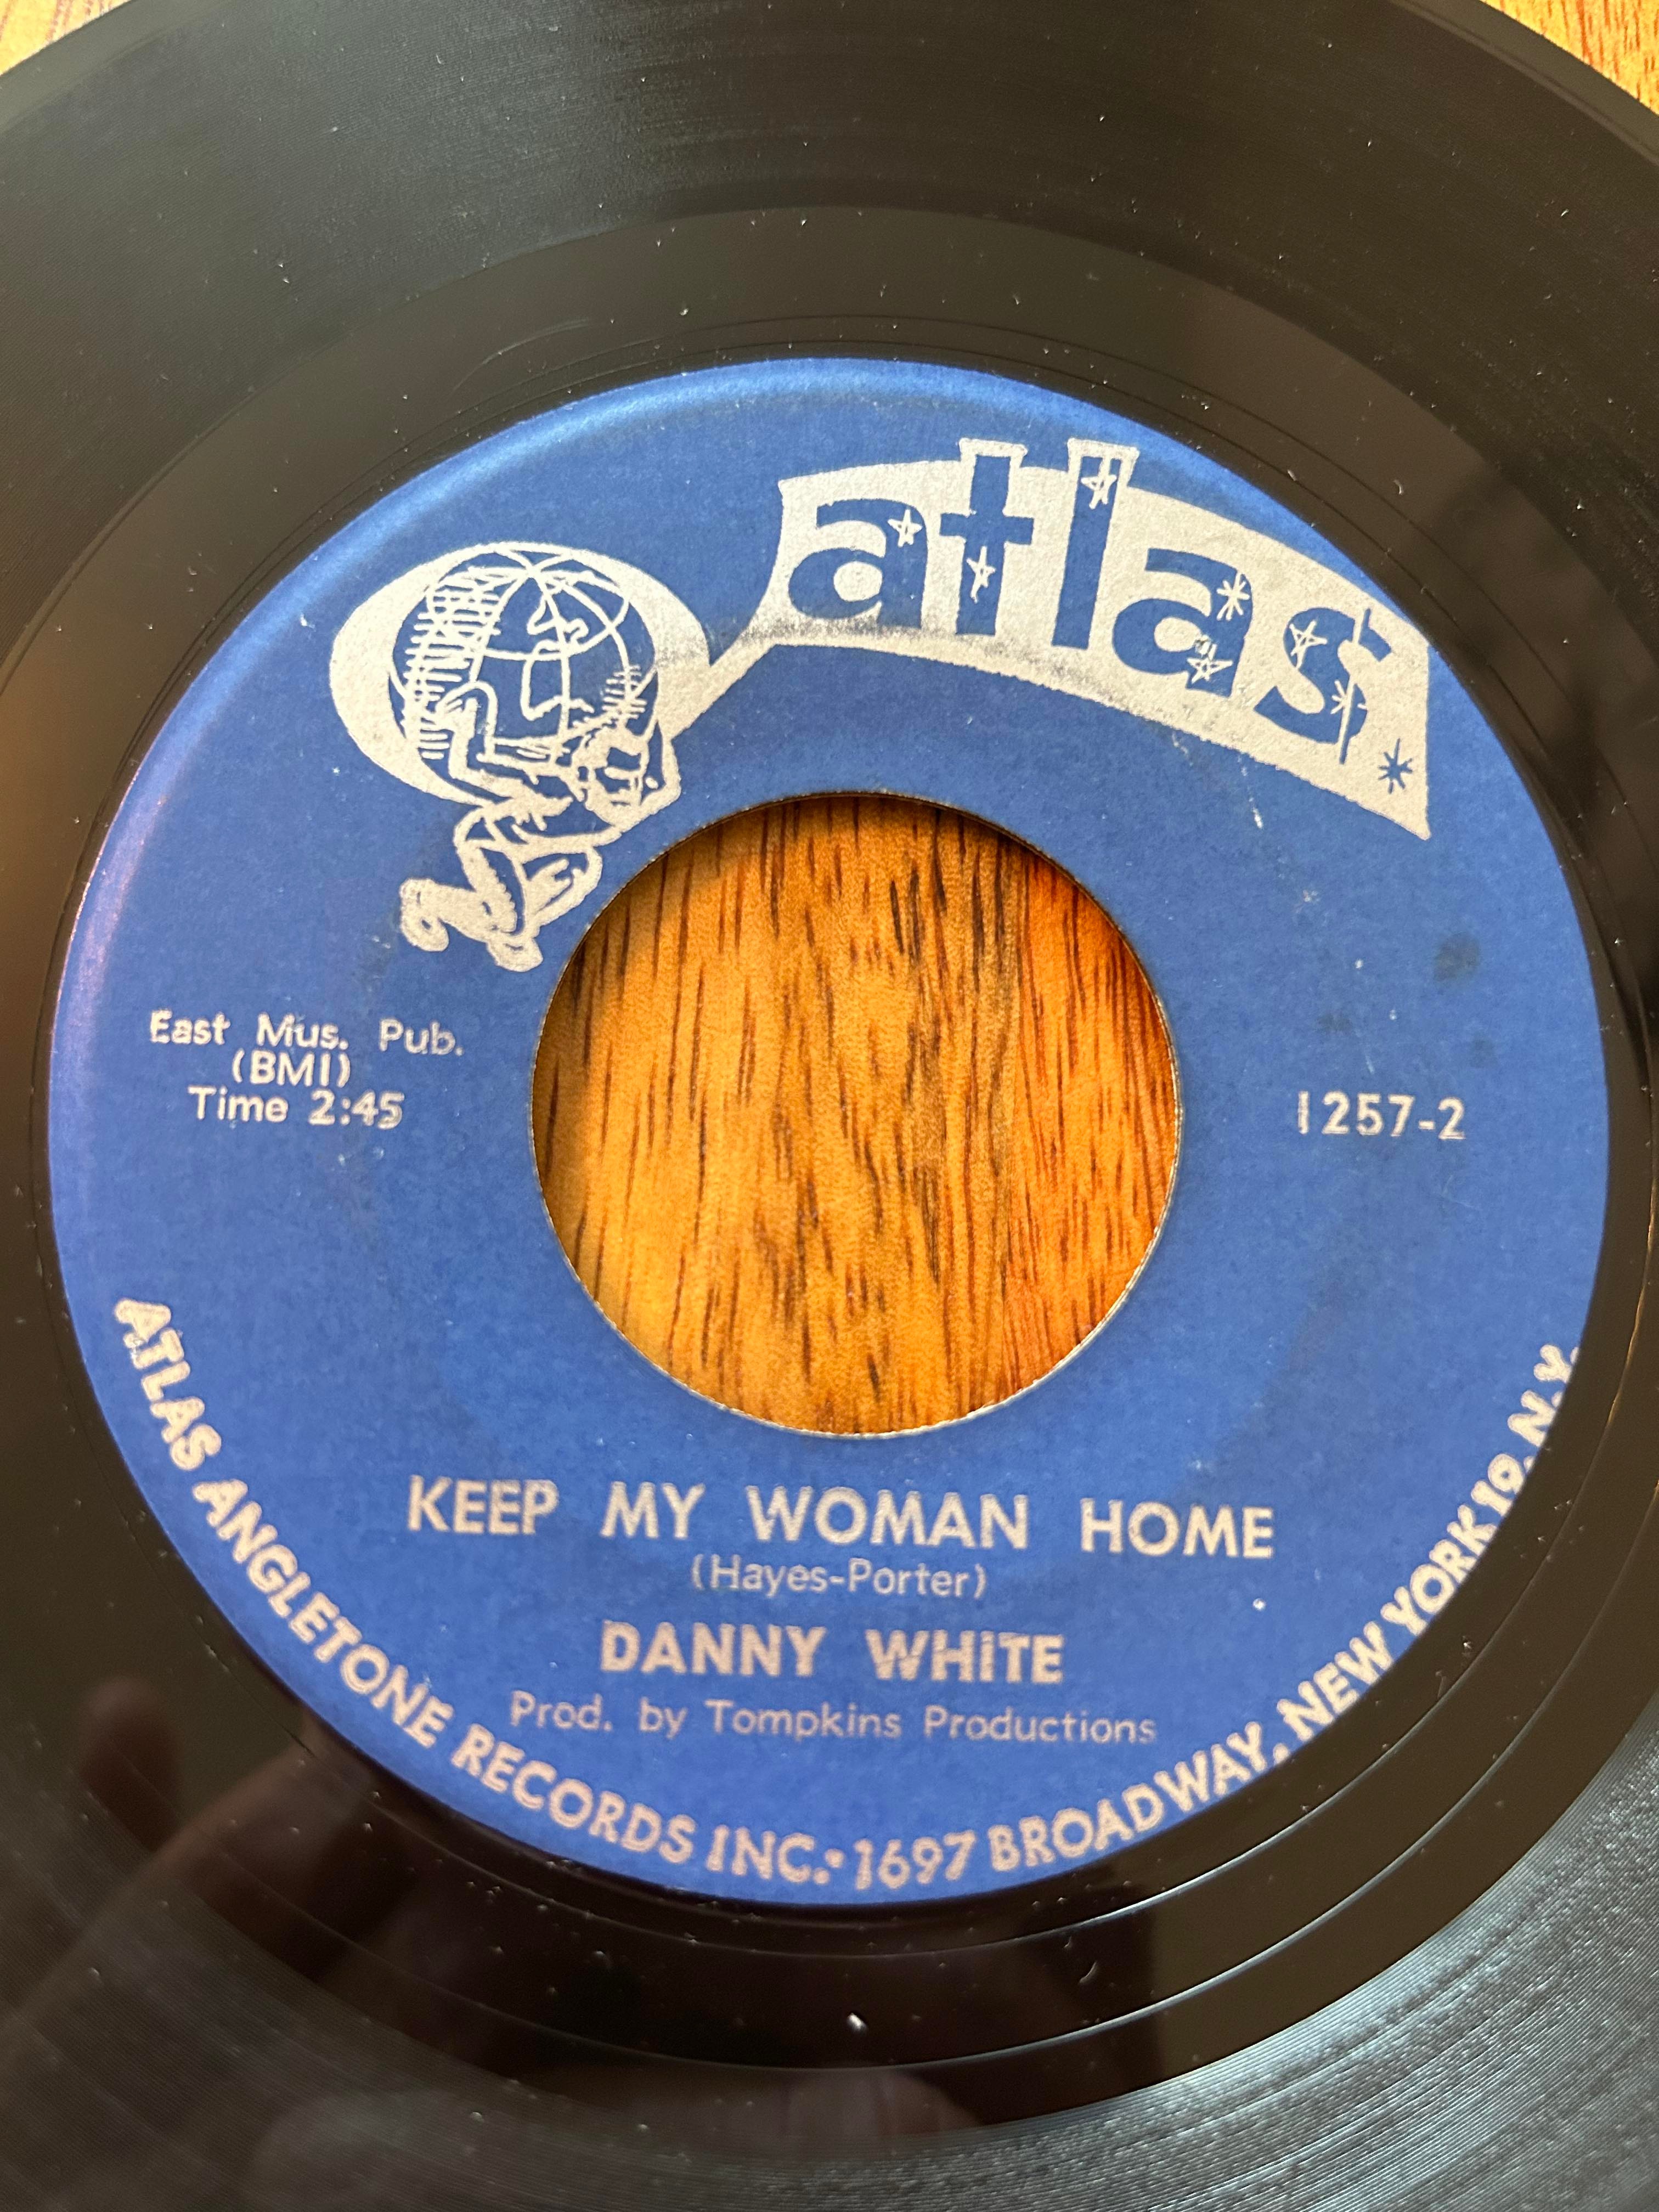 atlas
East Mus. Pub.
(BMI)
Time 2:45
1257-2
KEEP MY WOMAN HOME
(Hayes-Porter)
DANNY WHITE
Prod. by Tompkins Productions
ATLAS ANGLETONE RECORDS INC.• 1697 BROADWAY, NEW YORK 19, N.Y.